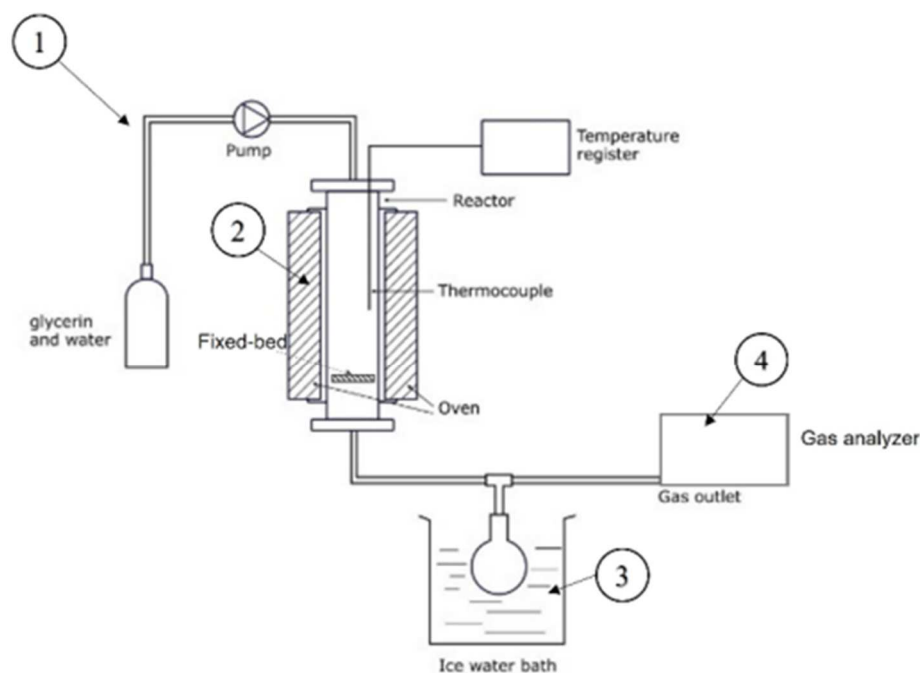 1
Pump
Temperature
register
Reactor
2
Thermocouple
glycerin
and water
Fixed-bed
4
Oven
Gas analyzer
Gas outlet
3
Ice water bath